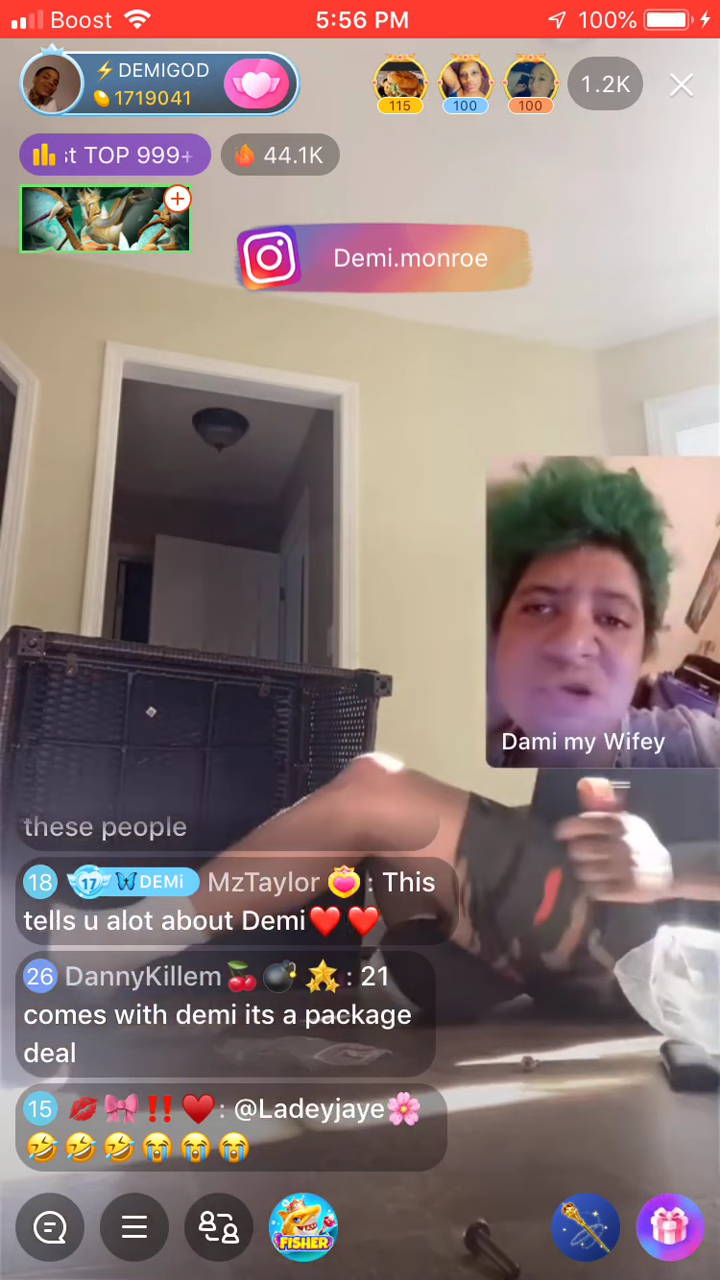 Boost 5:56 PM 100%
⚡DEMIGOD
1719041
115 100 100 1.2K
st TOP 999+ 44.1K
Demi.monroe
Dami my Wifey
these people
18 17 🦋 DEMi MzTaylor : This
tells u alot about Demi❤️ ❤️
26 DannyKillem🍒💣 : 21
comes with demi its a package
deal
15 💋🎀‼️♥️: @Ladeyjaye🌸
🤣🤣🤣😭😭😭
FISHER